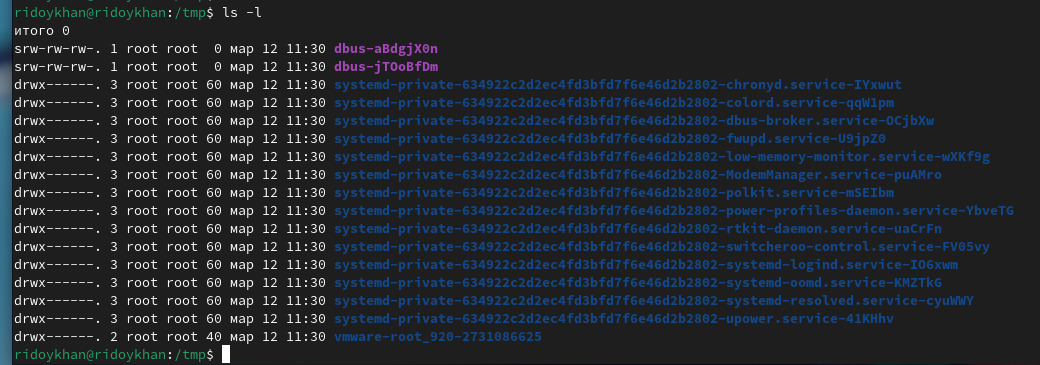 ridoykhan@ridoykhan:/tmp$ ls -l
итого 0
srw-rw-rw-. 1 root root  0 мар 12 11:30 dbus-aBdgjX0n
srw-rw-rw-. 1 root root  0 мар 12 11:30 dbus-jTOoBfDm
drwx------. 3 root root 60 мар 12 11:30 systemd-private-634922c2d2ec4fd3bfd7f6e46d2b2802-chronyd.service-IYxwut
drwx------. 3 root root 60 мар 12 11:30 systemd-private-634922c2d2ec4fd3bfd7f6e46d2b2802-colord.service-qqW1pm
drwx------. 3 root root 60 мар 12 11:30 systemd-private-634922c2d2ec4fd3bfd7f6e46d2b2802-dbus-broker.service-OCjbXw
drwx------. 3 root root 60 мар 12 11:30 systemd-private-634922c2d2ec4fd3bfd7f6e46d2b2802-fwupd.service-U9jpZ0
drwx------. 3 root root 60 мар 12 11:30 systemd-private-634922c2d2ec4fd3bfd7f6e46d2b2802-low-memory-monitor.service-wXKf9g
drwx------. 3 root root 60 мар 12 11:30 systemd-private-634922c2d2ec4fd3bfd7f6e46d2b2802-ModemManager.service-puAMro
drwx------. 3 root root 60 мар 12 11:30 systemd-private-634922c2d2ec4fd3bfd7f6e46d2b2802-polkit.service-mSEIbm
drwx------. 3 root root 60 мар 12 11:30 systemd-private-634922c2d2ec4fd3bfd7f6e46d2b2802-power-profiles-daemon.service-YbveTG
drwx------. 3 root root 60 мар 12 11:30 systemd-private-634922c2d2ec4fd3bfd7f6e46d2b2802-rtkit-daemon.service-uaCrFn
drwx------. 3 root root 60 мар 12 11:30 systemd-private-634922c2d2ec4fd3bfd7f6e46d2b2802-switcheroo-control.service-FV05vy
drwx------. 3 root root 60 мар 12 11:30 systemd-private-634922c2d2ec4fd3bfd7f6e46d2b2802-systemd-logind.service-IO6xwm
drwx------. 3 root root 60 мар 12 11:30 systemd-private-634922c2d2ec4fd3bfd7f6e46d2b2802-systemd-oomd.service-KMZTkG
drwx------. 3 root root 60 мар 12 11:30 systemd-private-634922c2d2ec4fd3bfd7f6e46d2b2802-systemd-resolved.service-cyuWWY
drwx------. 3 root root 60 мар 12 11:30 systemd-private-634922c2d2ec4fd3bfd7f6e46d2b2802-upower.service-41KHhv
drwx------. 2 root root 40 мар 12 11:30 vmware-root_920-2731086625
ridoykhan@ridoykhan:/tmp$